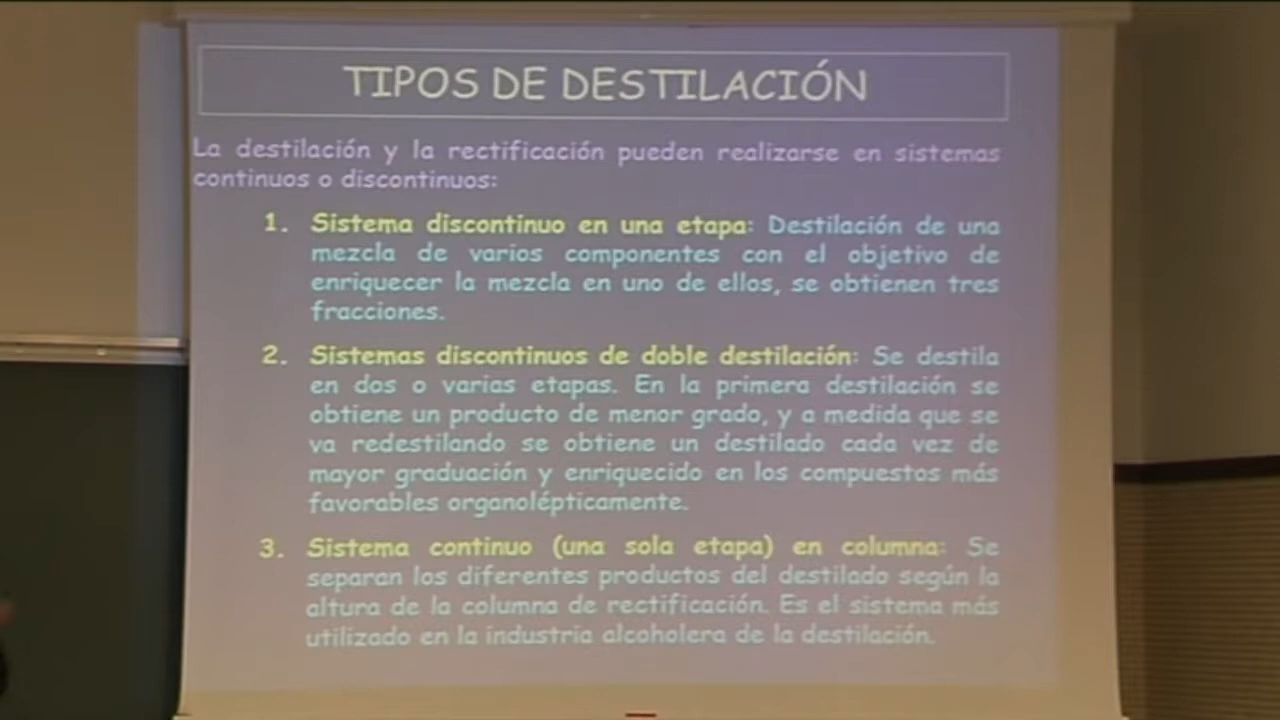 TIPOS DE DESTILACIÓN
La destilación y la rectificación pueden realizarse en sistemas
continuos o discontinuos:
1. Sistema discontinuo en una etapa: Destilación de una
mezcla de varios componentes con el objetivo de
enriquecer la mezcla en uno de ellos, se obtienen tres
fracciones.
2. Sistemas discontinuos de doble destilación: Se destila
en dos o varias etapas. En la primera destilación se
obtiene un producto de menor grado, y a medida que se
va redestilando se obtiene un destilado cada vez de
mayor graduación y enriquecido en los compuestos más
favorables organolépticamente.
3. Sistema continuo (una sola etapa) en columna: Se
separan los diferentes productos del destilado según la
altura de la columna de rectificación. Es el sistema más
utilizado en la industria alcoholera de la destilación.